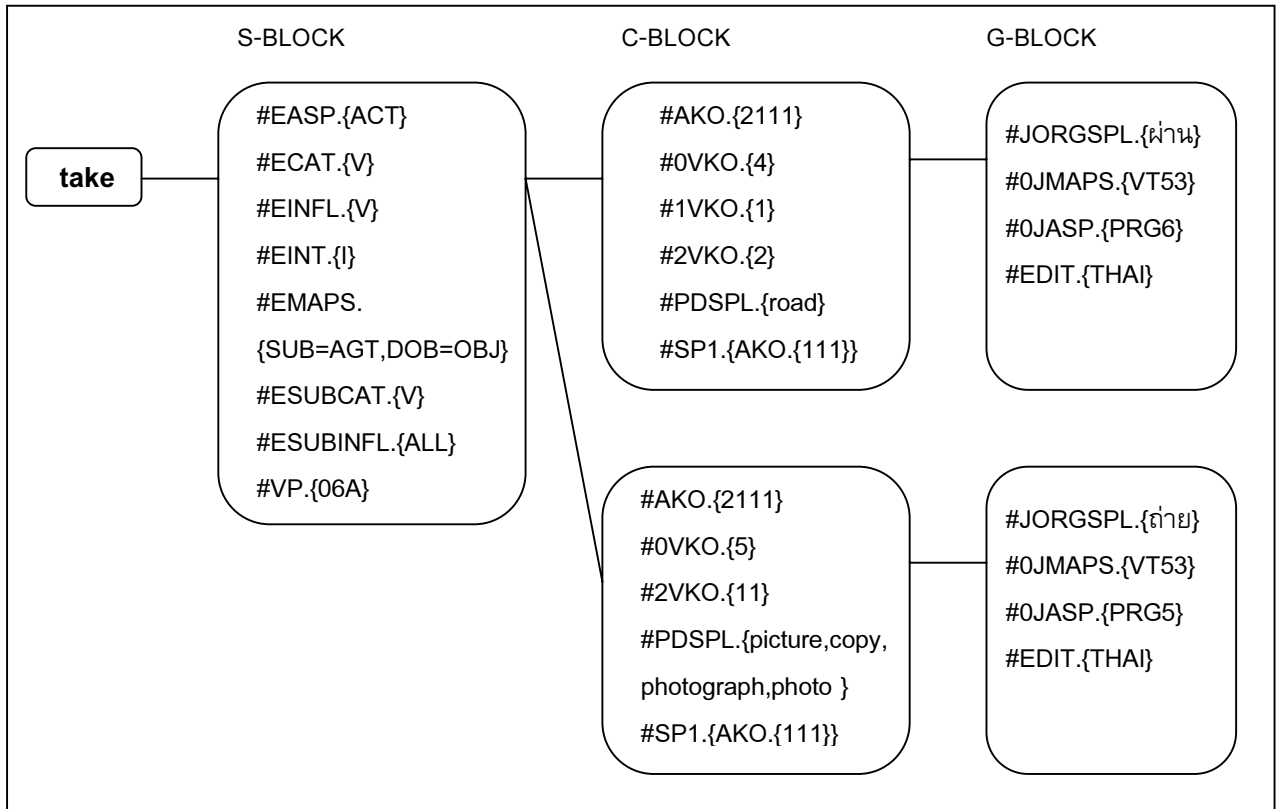 S-BLOCK
C-BLOCK
G-BLOCK
take
#EASP.{ACT}
#ECAT.{V}
#EINFL.{V}
#EINT.{I}
#EMAPS.
{SUB=AGT,DOB=OBJ}
#ESUBCAT.{V}
#ESUBINFL.{ALL}
#VP.{06A}
#AKO.{2111}
#0VKO.{4}
#1VKO.{1}
#2VKO.{2}
#PDSPL.{road}
#SP1.{AKO.{111}}
#JORGSPL.{ผ่าน}
#0JMAPS.{VT53}
#0JASP.{PRG6}
#EDIT.{THAI}
#AKO.{2111}
#0VKO.{5}
#2VKO.{11}
#PDSPL.{picture,copy,
photograph,photo }
#SP1.{AKO.{111}}
#JORGSPL.{ถ่าย}
#0JMAPS.{VT53}
#0JASP.{PRG5}
#EDIT.{THAI}